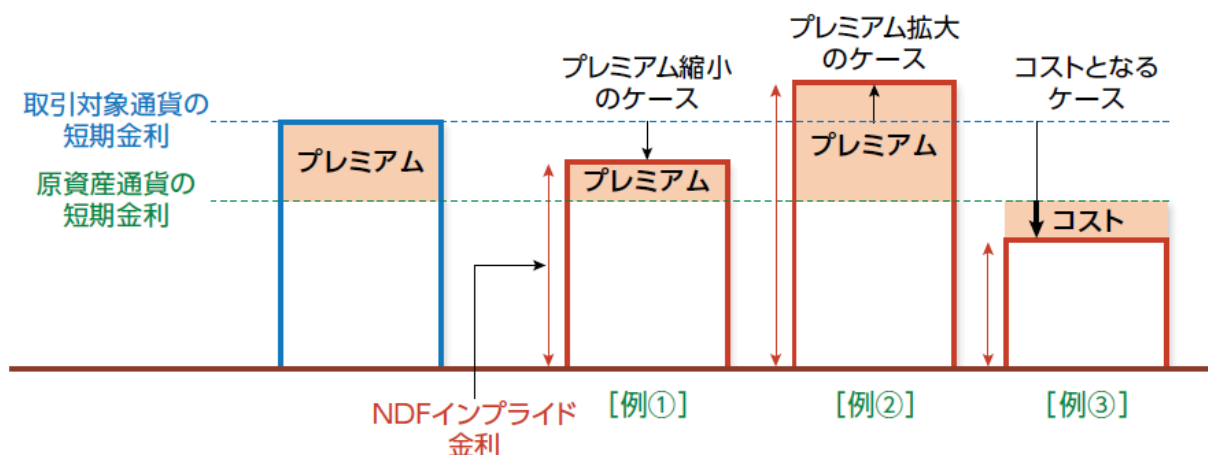 取引対象通貨の
短期金利
原資産通貨の
短期金利
プレミアム
プレミアム縮小
のケース
プレミアム
プレミアム拡大
のケース
プレミアム
コストとなる
ケース
コスト
NDFインプライド
金利
［例①］
［例②］
［例③］